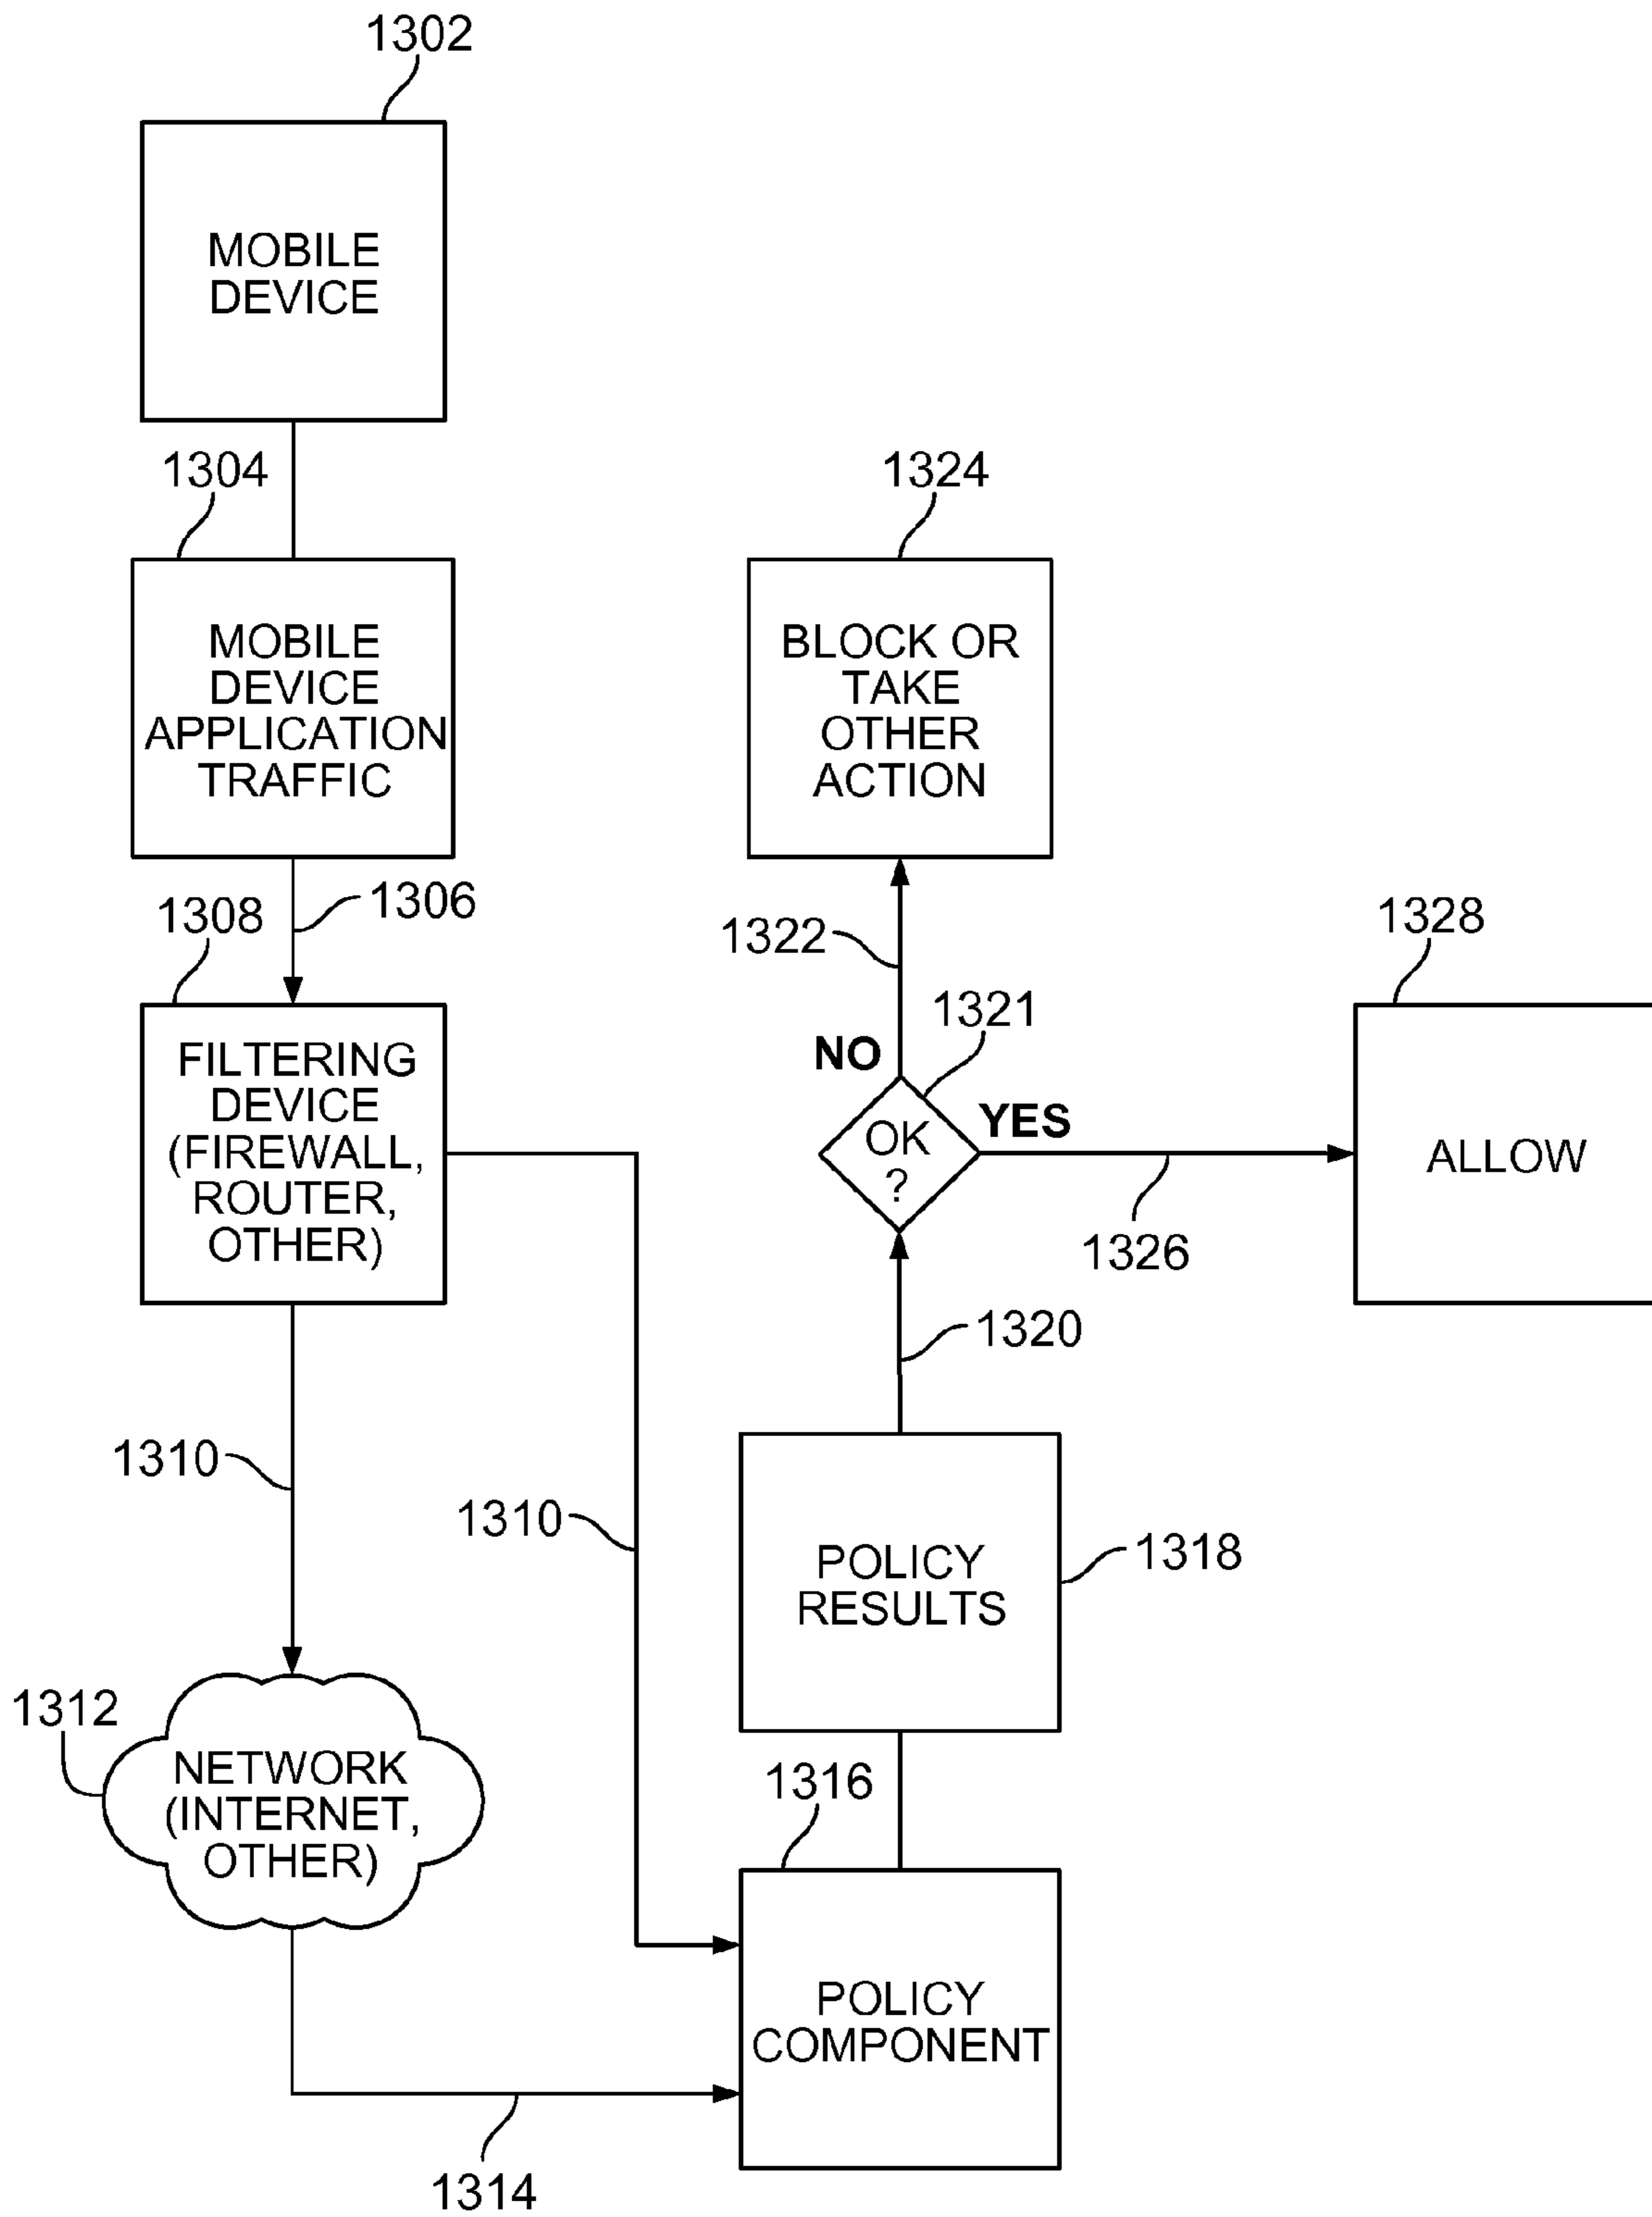 1302
MOBILE
DEVICE
1304
MOBILE
DEVICE
APPLICATION
TRAFFIC
1306
1308
FILTERING
DEVICE
(FIREWALL,
ROUTER,
OTHER)
1310
1310
1312
NETWORK
(INTERNET,
OTHER)
1314
1316
POLICY
COMPONENT
POLICY
RESULTS
1318
1320
OK
?
1321
NO
1322
1324
BLOCK OR
TAKE
OTHER
ACTION
YES
1326
1328
ALLOW